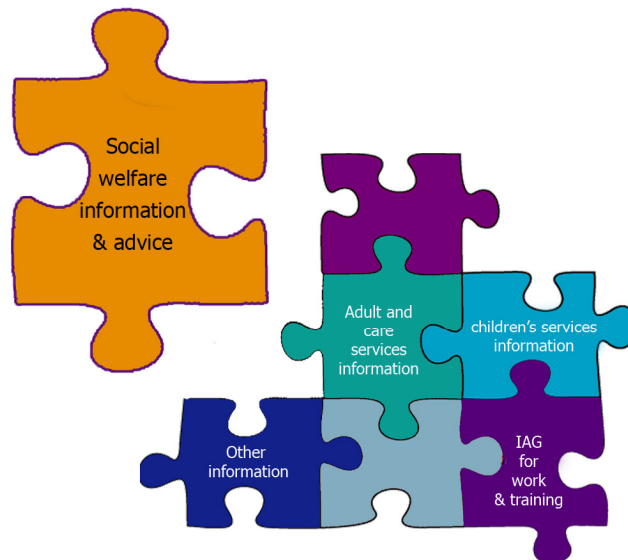 Social
welfare
information
& advice
Adult and
care
services
information
children's services
information
Other
information
IAG
for
work
& training